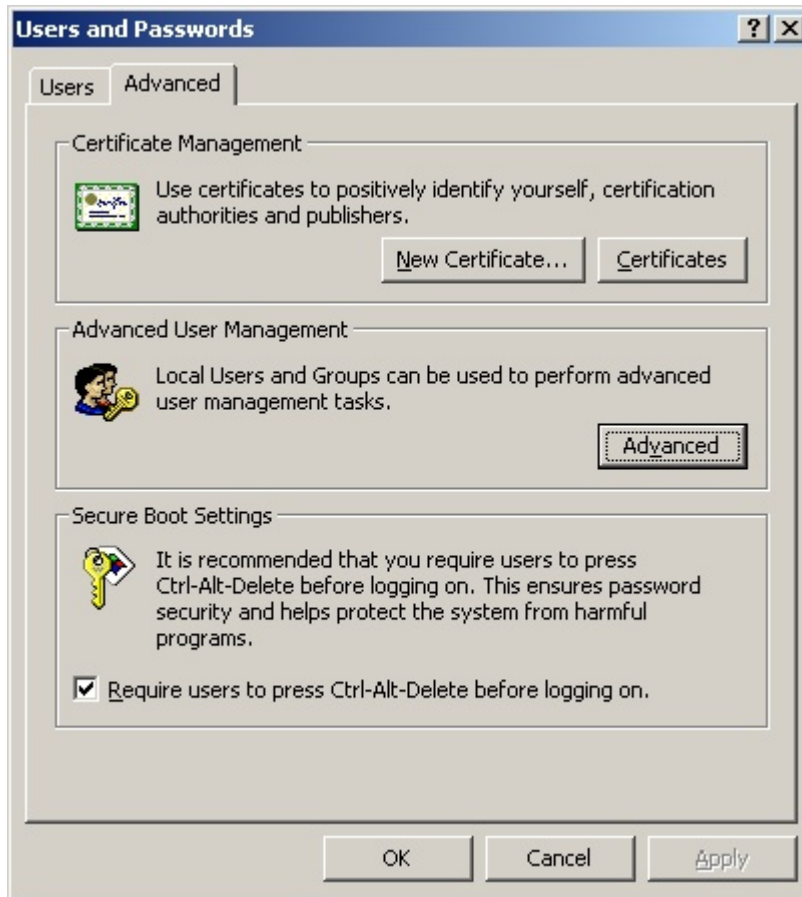 Users and Passwords
Users
Advanced
Certificate Management
Use certificates to positively identify yourself, certification
authorities and publishers.
New Certificate...
Certificates
Advanced User Management
Local Users and Groups can be used to perform advanced
user management tasks.
Advanced
Secure Boot Settings
It is recommended that you require users to press
Ctrl-Alt-Delete before logging on. This ensures password
security and helps protect the system from harmful
programs.
Require users to press Ctrl-Alt-Delete before logging on.
OK
Cancel
Apply